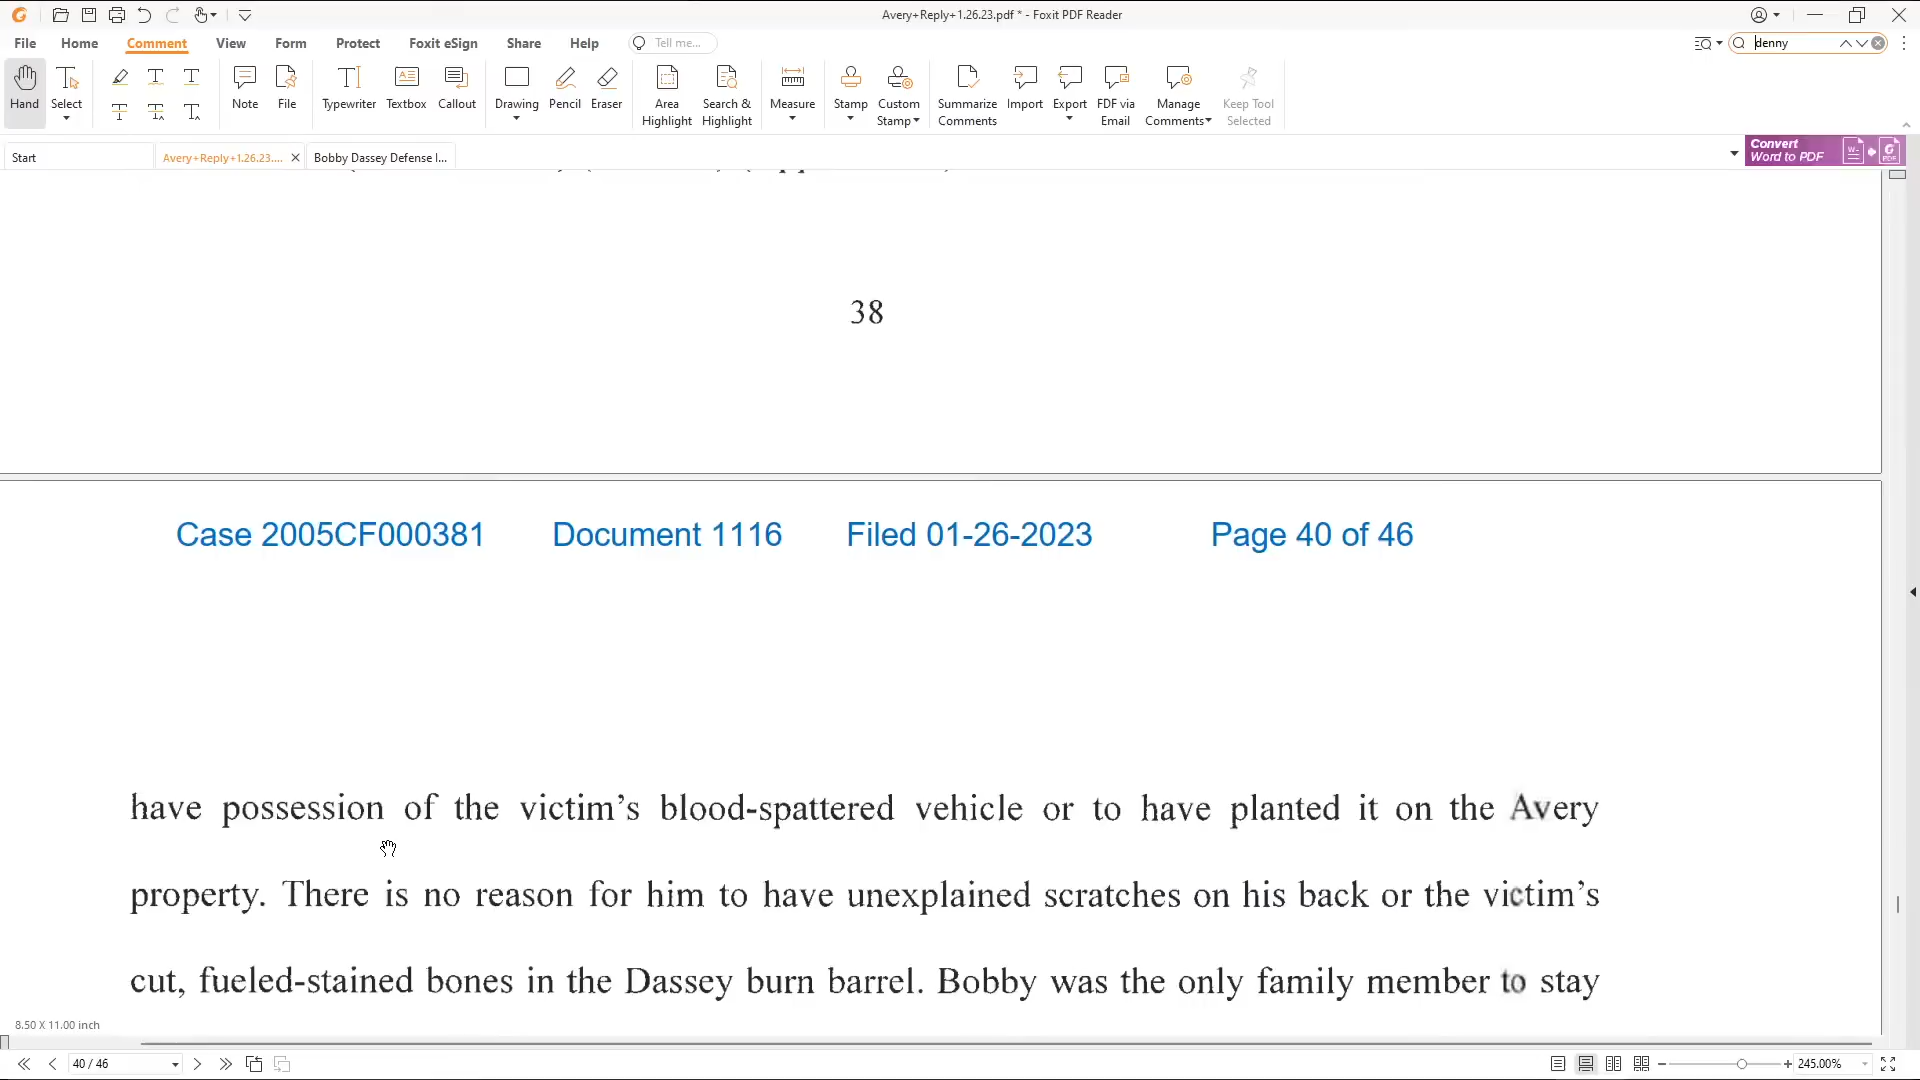 Avery+Reply+1.26.23.pdf * - Foxit PDF Reader
File Home Comment View Form Protect Foxit eSign Share Help Tell me... denny
Hand Select Note File Typewriter Textbox Callout Drawing Pencil Eraser Area Highlight Search & Highlight Measure Stamp Custom Stamp Summarize Comments Import Export FDF via Email Manage Comments Keep Tool Selected
Start Avery+Reply+1.26.23.... Bobby Dassey Defense I... Convert Word to PDF
38
Case 2005CF000381 Document 1116 Filed 01-26-2023 Page 40 of 46
have possession of the victim’s blood-spattered vehicle or to have planted it on the Avery
property. There is no reason for him to have unexplained scratches on his back or the victim’s
cut, fueled-stained bones in the Dassey burn barrel. Bobby was the only family member to stay
8.50 X 11.00 inch
40 / 46 245.00%